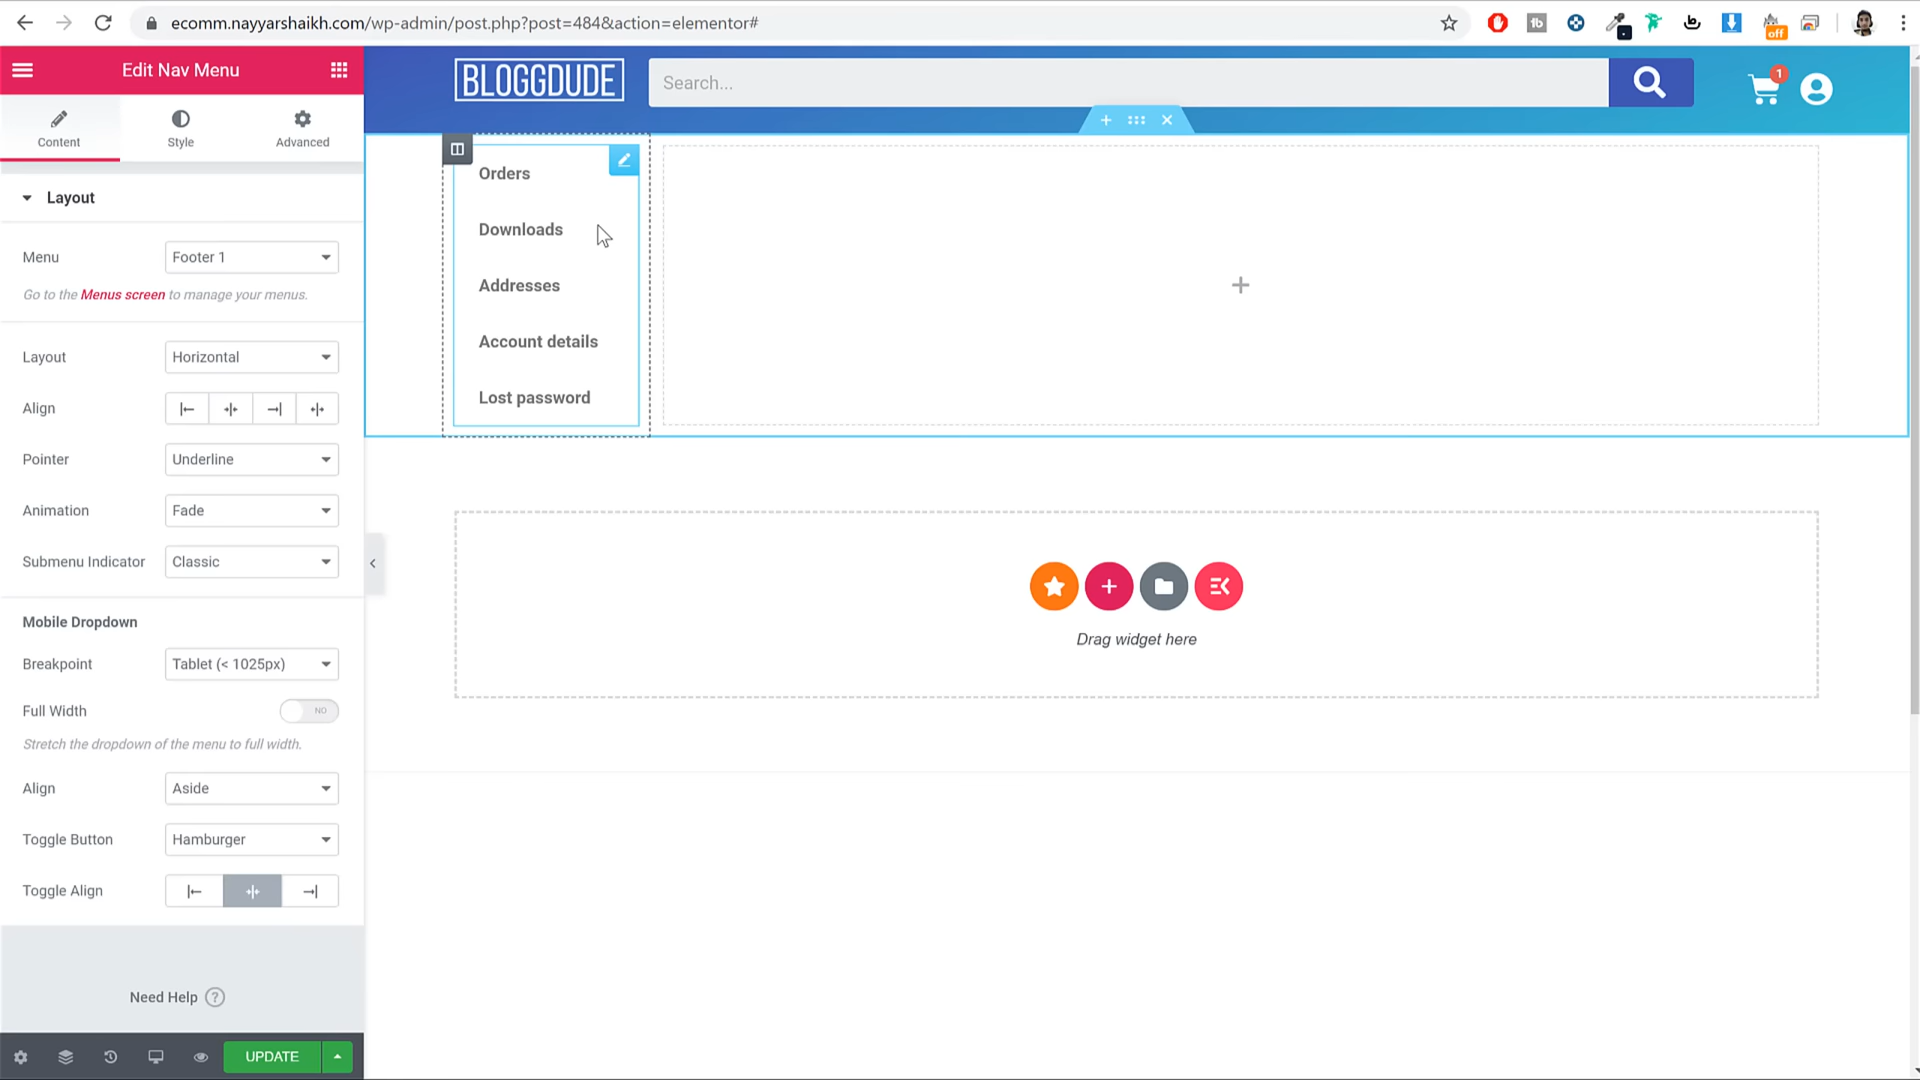 ecomm.nayyarshaikh.com/wp-admin/post.php?post=484&action=elementor#
off
Edit Nav Menu
Content
Style
Advanced
Layout
Menu
Footer 1
Go to the Menus screen to manage your menus.
Layout
Horizontal
Align
Pointer
Underline
Animation
Fade
Submenu Indicator
Classic
Mobile Dropdown
Breakpoint
Tablet (< 1025px)
Full Width
NO
Stretch the dropdown of the menu to full width.
Align
Aside
Toggle Button
Hamburger
Toggle Align
Need Help ?
UPDATE
BLOGGDUDE
Search...
1
Orders
Downloads
Addresses
Account details
Lost password
Drag widget here